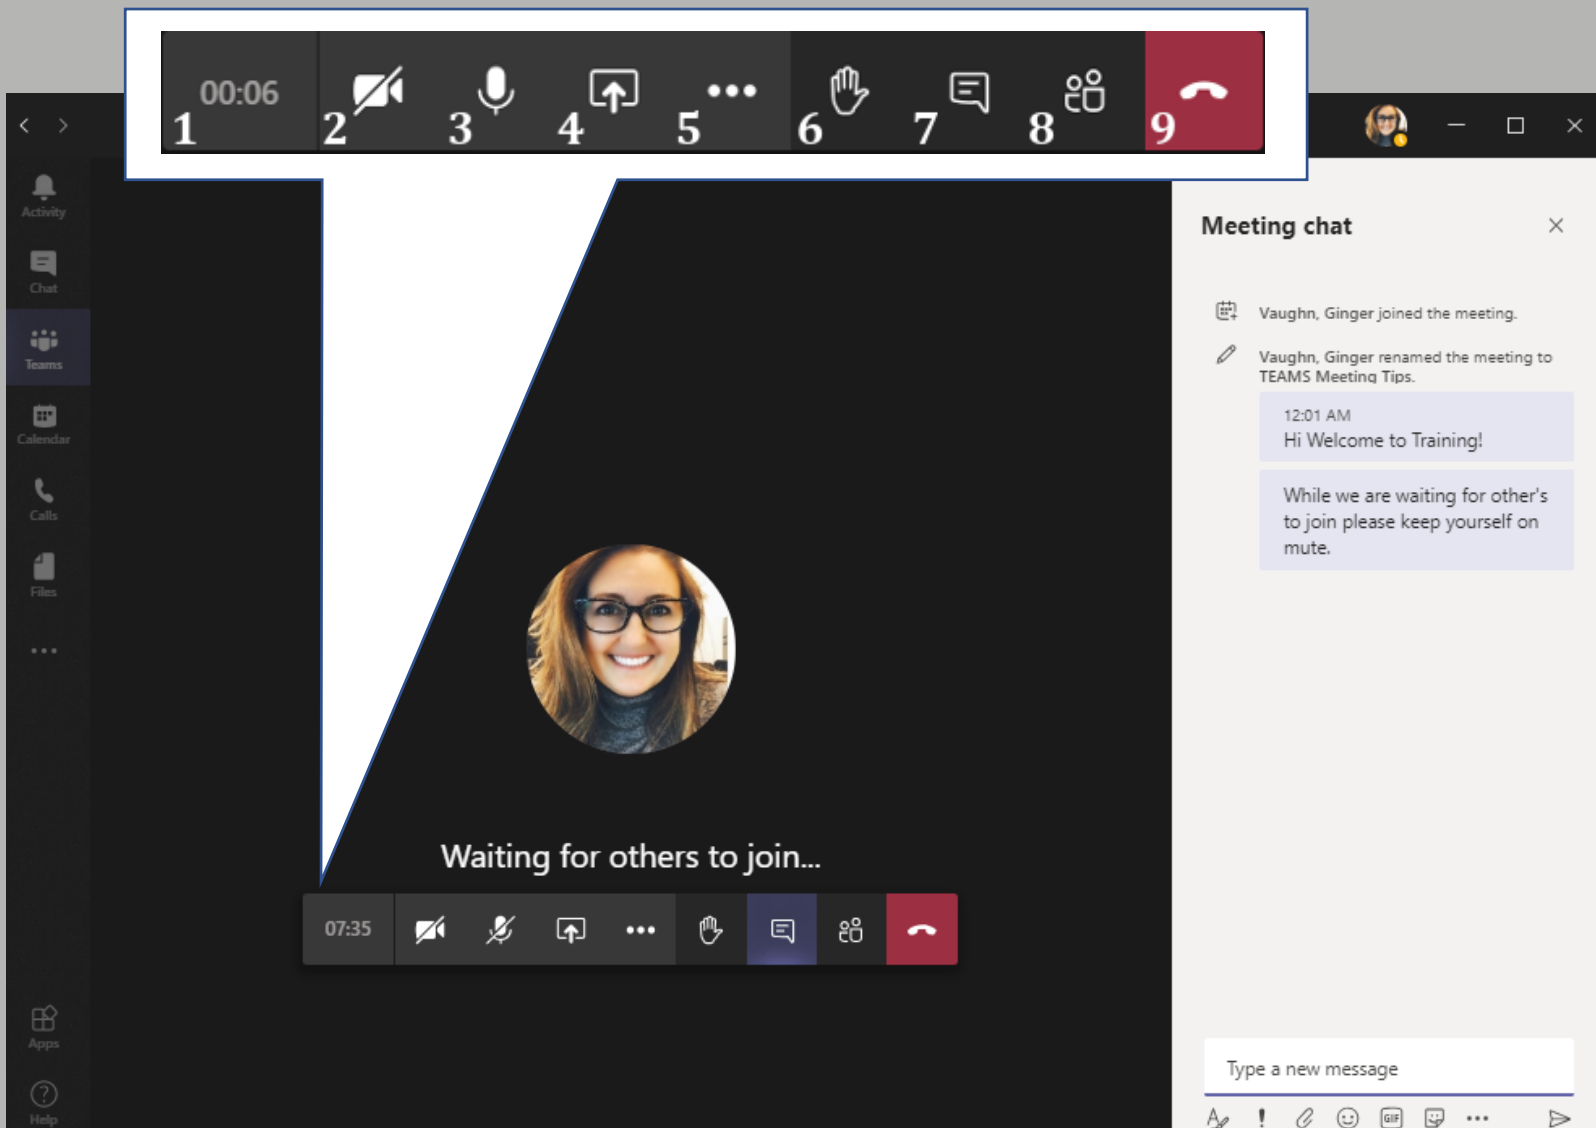 00:06
1 2 3 4 5 6 7 8 9
Activity
Chat
Teams
Calendar
Calls
Files
Apps
Help
Waiting for others to join...
07:35
Meeting chat
Vaughn, Ginger joined the meeting.
Vaughn, Ginger renamed the meeting to
TEAMS Meeting Tips.
12:01 AM
Hi Welcome to Training!
While we are waiting for other's
to join please keep yourself on
mute.
Type a new message
GIF